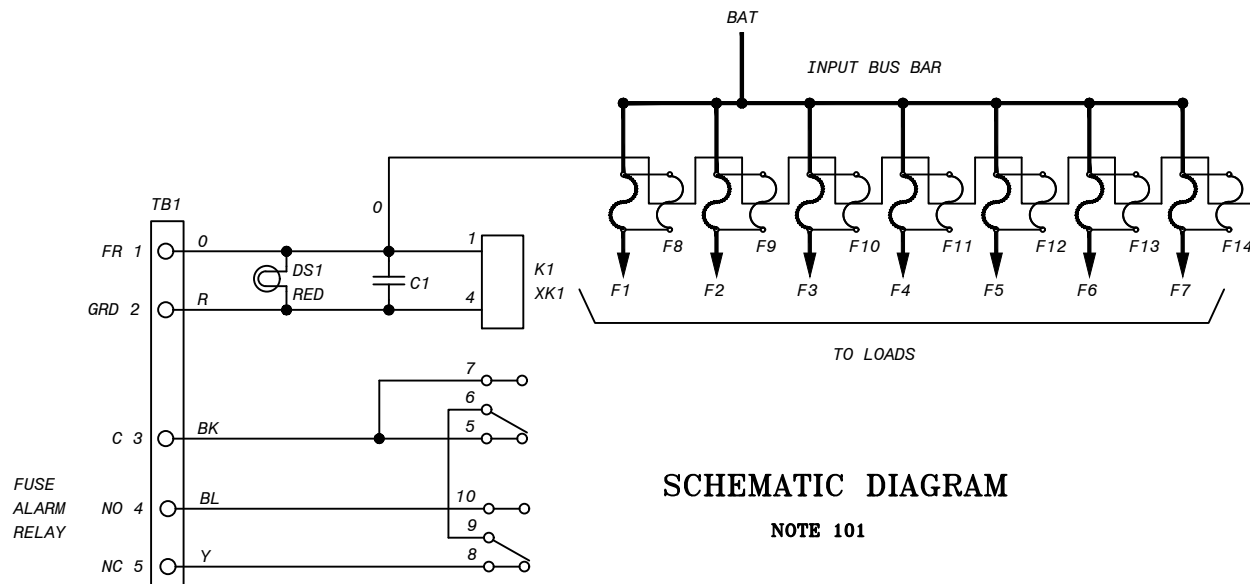 BAT
INPUT BUS BAR
TB1
0
FR 1
0
1
DS1
RED
C1
K1
XK1
GRD 2
R
4
F8
F9
F10
F11
F12
F13
F14
F1
F2
F3
F4
F5
F6
F7
TO LOADS
7
6
C 3
BK
5
FUSE
ALARM
RELAY
NO 4
BL
10
9
NC 5
Y
8
SCHEMATIC DIAGRAM
NOTE 101